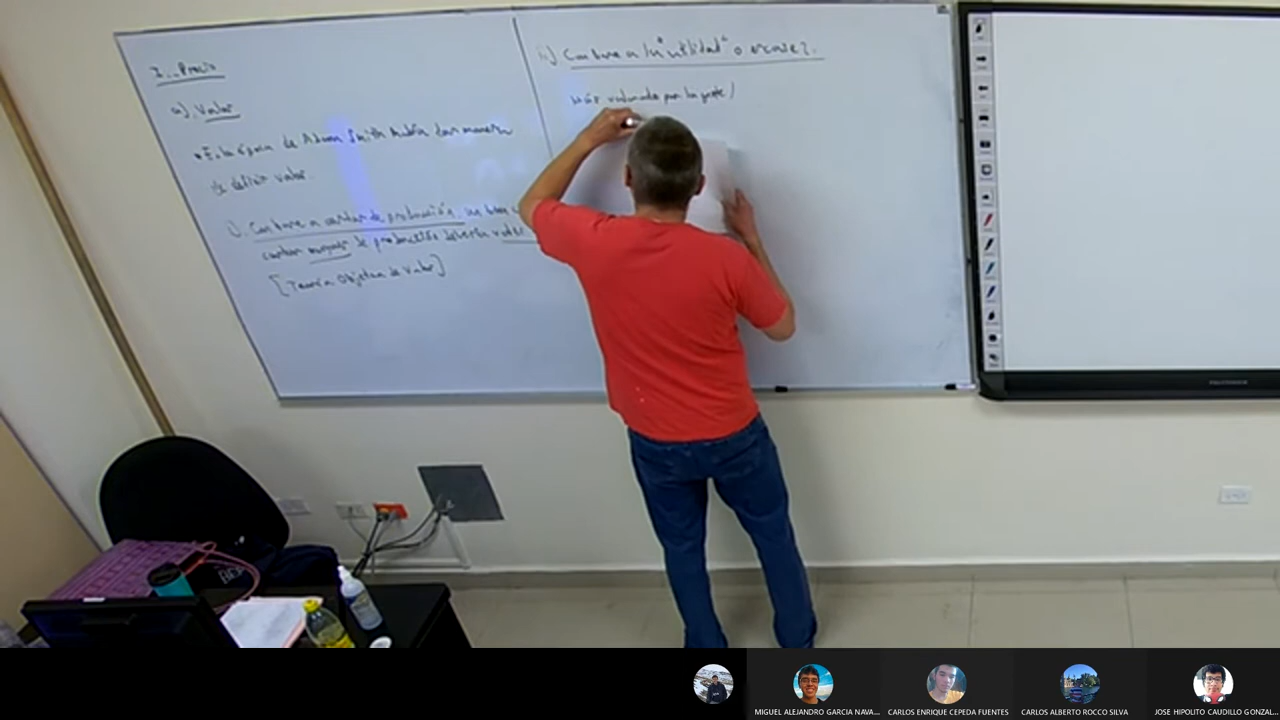 I.- Precio
a) Valor
• En la época de Adam Smith había dos maneras
de definir valor.
i) Con base a costos de producción. Un bien
costos mayores de producción debería valer
[Teoría Objetiva de Valor]
ii) Con base a la "utilidad" o escasez.
Más valorado por la gente /
MIGUEL ALEJANDRO GARCIA NAVA...
CARLOS ENRIQUE CEPEDA FUENTES
CARLOS ALBERTO ROCCO SILVA
JOSE HIPOLITO CAUDILLO GONZAL...